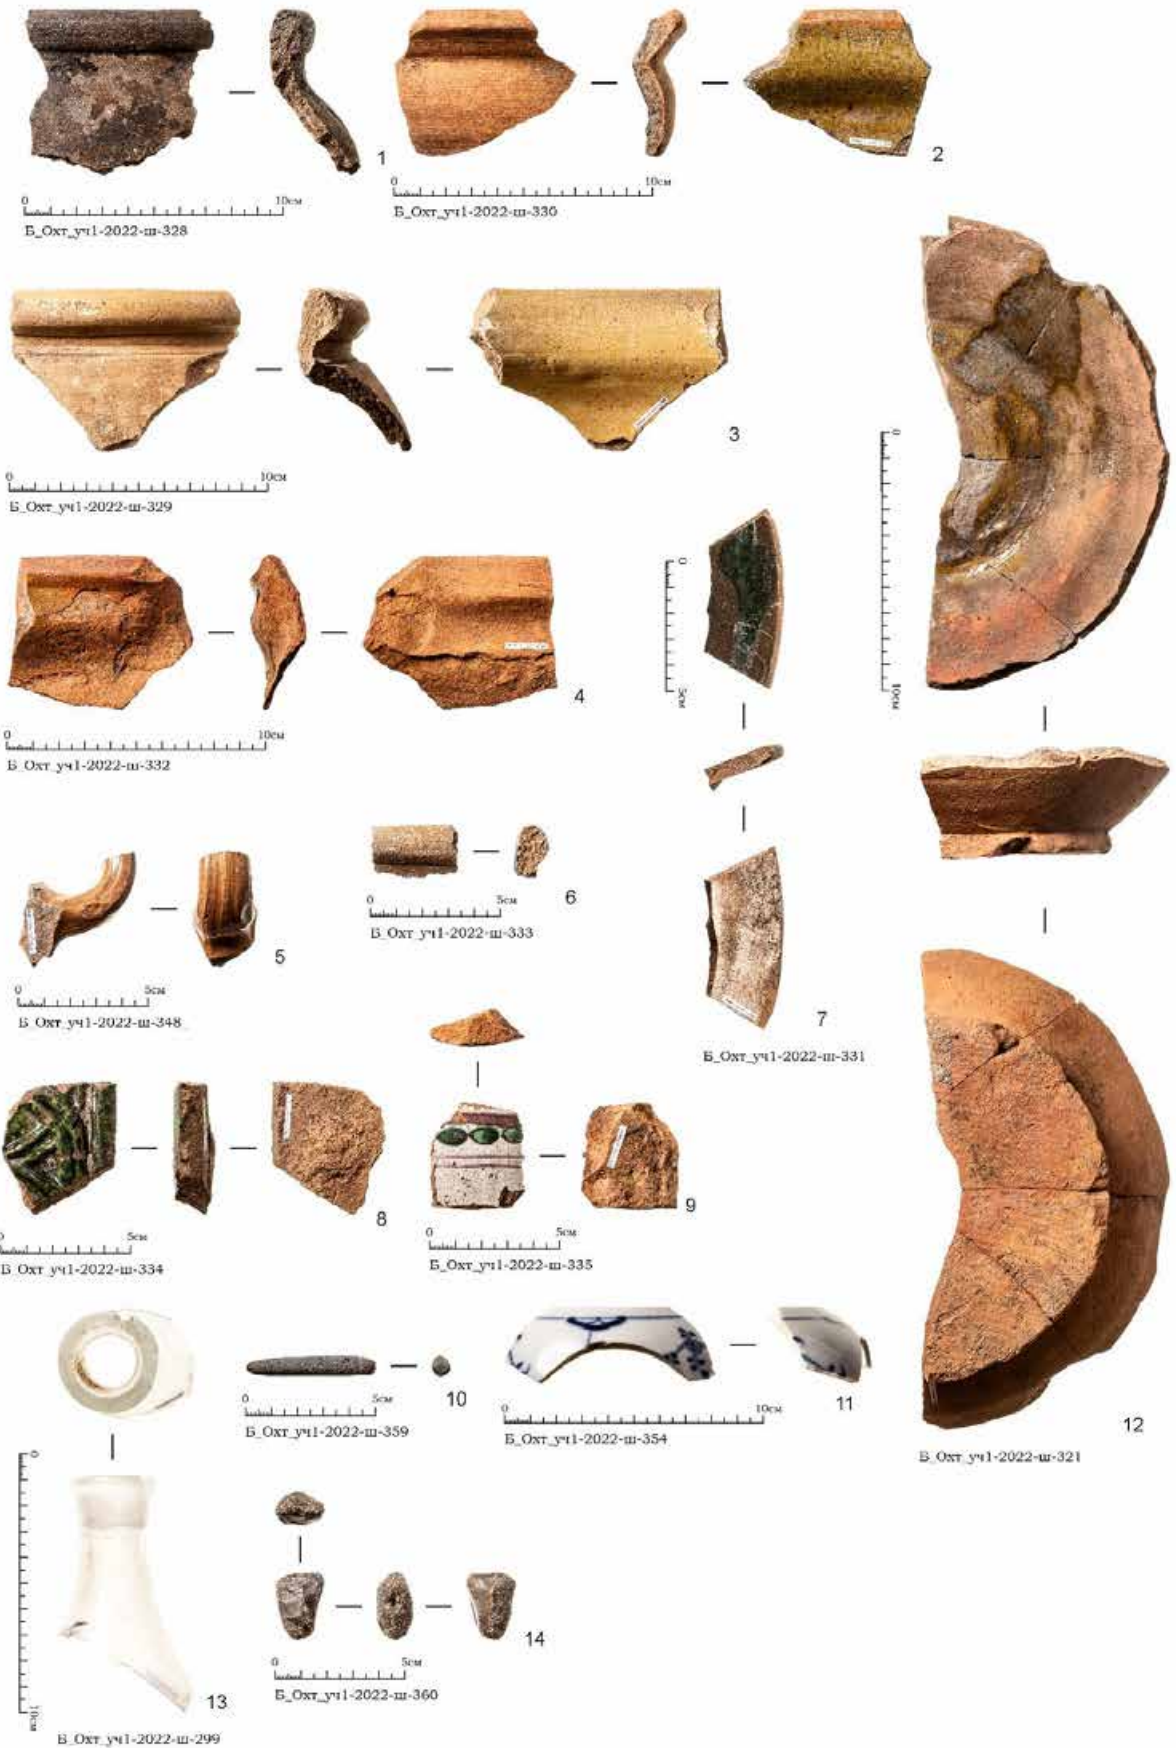 1
0 10см
Б_Охт_уч1-2022-ш-328
2
0 10см
Б_Охт_уч1-2022-ш-330
3
0 10см
Б_Охт_уч1-2022-ш-329
4
0 10см
Б_Охт_уч1-2022-ш-332
5
0 5см
Б_Охт_уч1-2022-ш-348
6
0 5см
Б_Охт_уч1-2022-ш-333
0 5см
7
Б_Охт_уч1-2022-ш-331
8
0 5см
Б_Охт_уч1-2022-ш-334
9
0 5см
Б_Охт_уч1-2022-ш-335
10
0 5см
Б_Охт_уч1-2022-ш-359
11
0 10см
Б_Охт_уч1-2022-ш-354
0 10см
12
Б_Охт_уч1-2022-ш-321
0 10см
13
Б_Охт_уч1-2022-ш-299
14
0 5см
Б_Охт_уч1-2022-ш-360